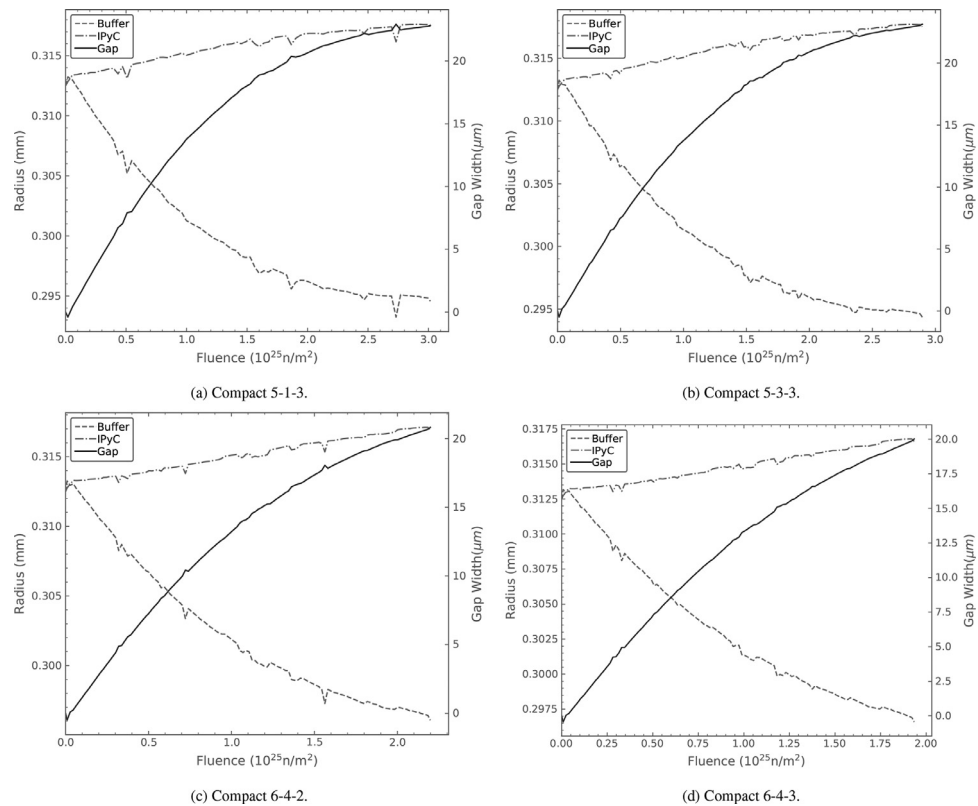 Buffer
IPyC
Gap
0.315
0.310
0.305
0.300
0.295
Radius (mm)
20
15
10
5
0
Gap Width(μm)
0.0 0.5 1.0 1.5 2.0 2.5 3.0
Fluence (10²⁵n/m²)
(a) Compact 5-1-3.
Buffer
IPyC
Gap
0.315
0.310
0.305
0.300
0.295
Radius (mm)
20
15
10
5
0
Gap Width(μm)
0.0 0.5 1.0 1.5 2.0 2.5 3.0
Fluence (10²⁵n/m²)
(b) Compact 5-3-3.
Buffer
IPyC
Gap
0.315
0.310
0.305
0.300
Radius (mm)
20
15
10
5
0
Gap Width(μm)
0.0 0.5 1.0 1.5 2.0
Fluence (10²⁵n/m²)
(c) Compact 6-4-2.
Buffer
IPyC
Gap
0.3175
0.3150
0.3125
0.3100
0.3075
0.3050
0.3025
0.3000
0.2975
Radius (mm)
20.0
17.5
15.0
12.5
10.0
7.5
5.0
2.5
0.0
Gap Width(μm)
0.00 0.25 0.50 0.75 1.00 1.25 1.50 1.75 2.00
Fluence (10²⁵n/m²)
(d) Compact 6-4-3.